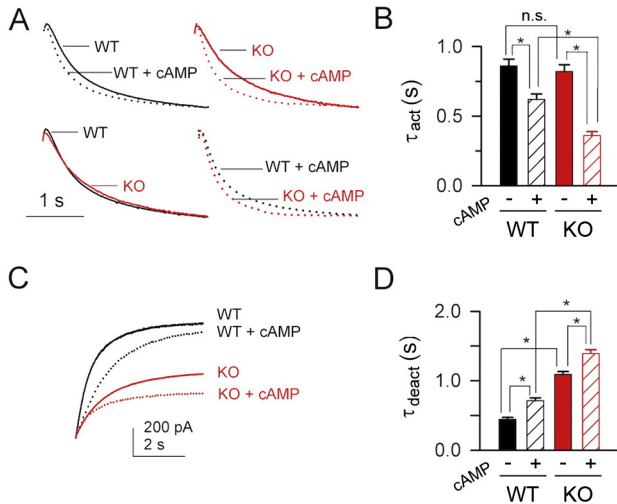 A
WT
WT + cAMP
KO
KO + cAMP
WT
KO
1 s
WT + cAMP
KO + cAMP
B
n.s.
* * *
τact (s)
1.0
0.5
0.0
cAMP - + - +
WT KO
C
WT
WT + cAMP
KO
KO + cAMP
200 pA
2 s
D
*
* *
*
τdeact (s)
2.0
1.0
0.0
cAMP - + - +
WT KO